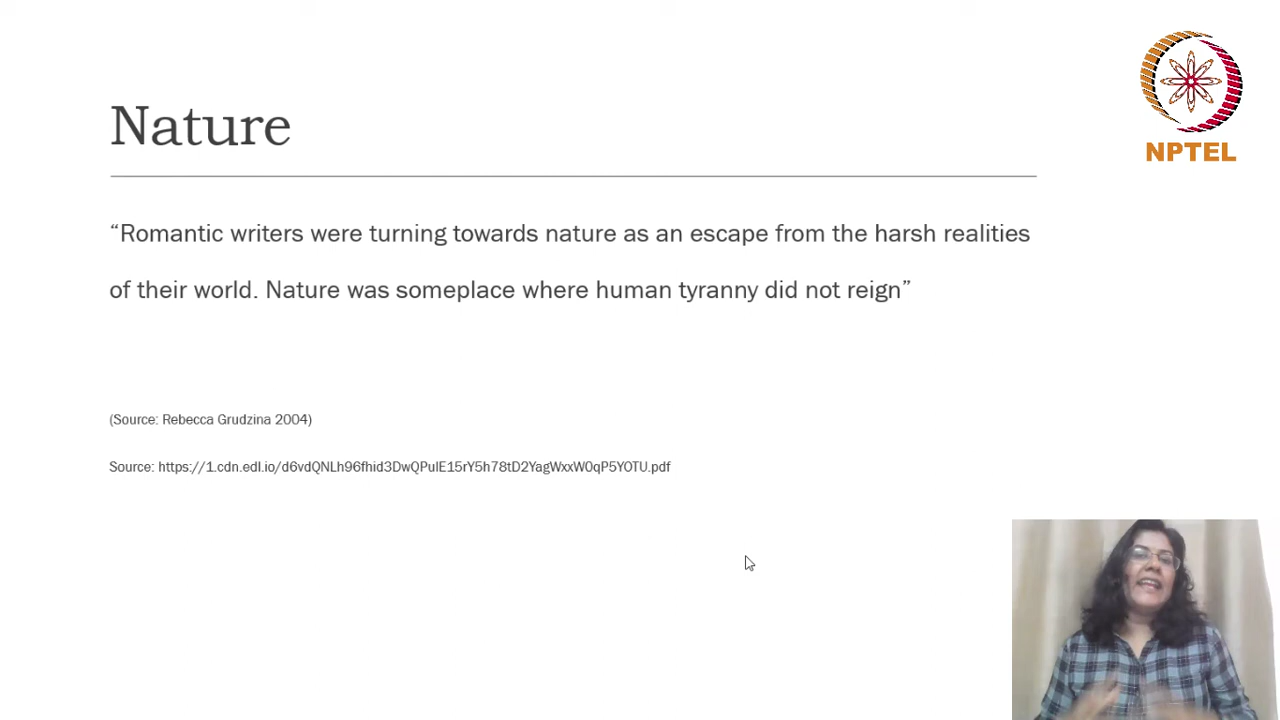 Nature
NPTEL
“Romantic writers were turning towards nature as an escape from the harsh realities
of their world. Nature was someplace where human tyranny did not reign”
(Source: Rebecca Grudzina 2004)
Source: https://1.cdn.edl.io/d6vdQNLh96fhid3DwQPulE15rY5h78tD2YagWxxW0qP5YOTU.pdf